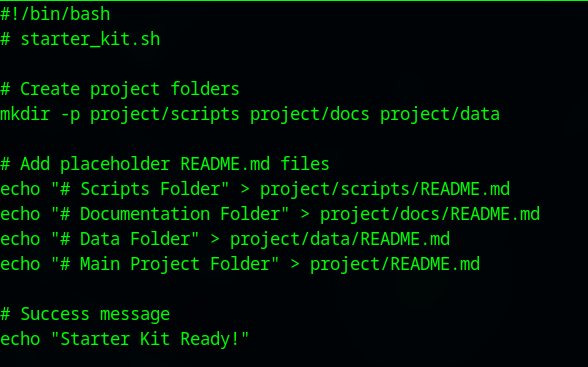 #!/bin/bash
# starter_kit.sh
# Create project folders
mkdir -p project/scripts project/docs project/data
# Add placeholder README.md files
echo "# Scripts Folder" > project/scripts/README.md
echo "# Documentation Folder" > project/docs/README.md
echo "# Data Folder" > project/data/README.md
echo "# Main Project Folder" > project/README.md
# Success message
echo "Starter Kit Ready!"